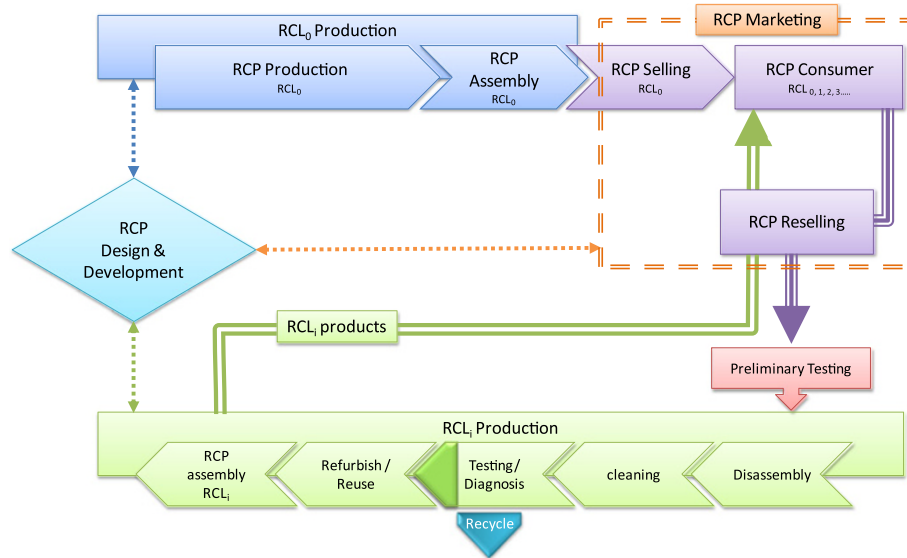 RCP Marketing
RCL0 Production
RCP Production
RCL0
RCP
Assembly
RCL0
RCP Selling
RCL0
RCP Consumer
RCL 0, 1, 2, 3.....
RCP
Design &
Development
RCP Reselling
RCLi products
Preliminary Testing
RCLi Production
RCP
assembly
RCLi
Refurbish /
Reuse
Testing/
Diagnosis
cleaning
Disassembly
Recycle